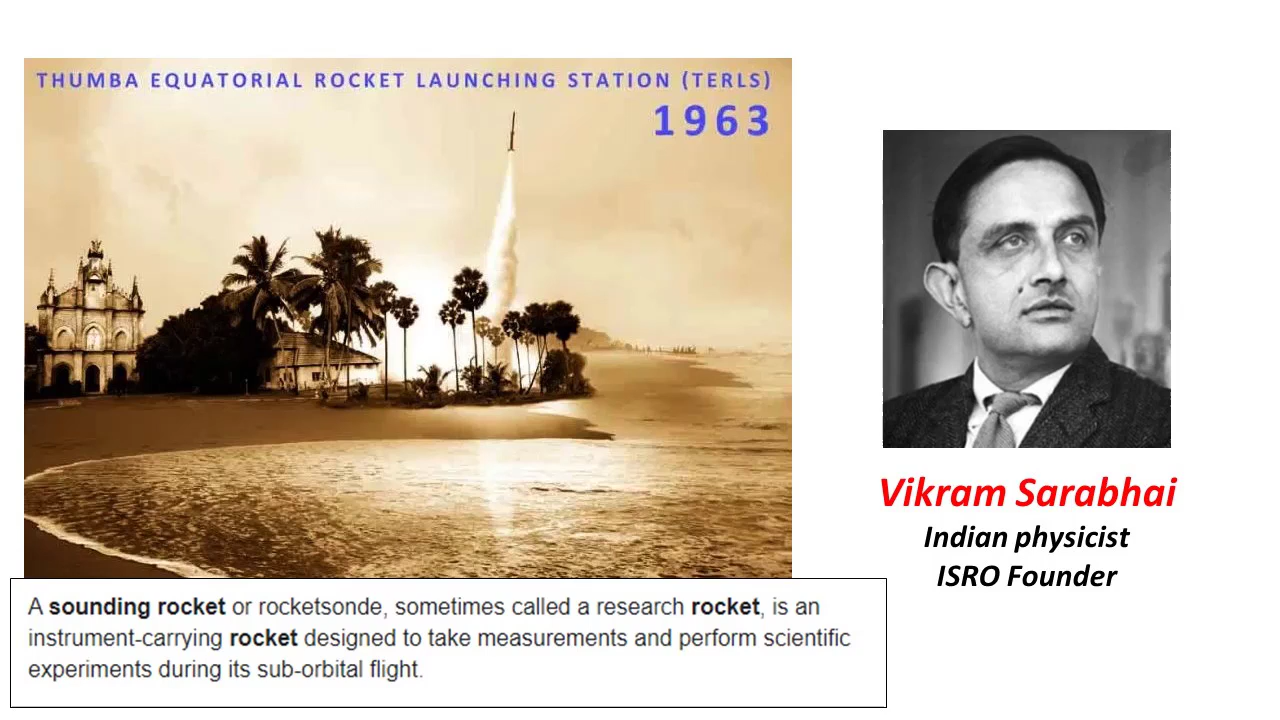 THUMBA EQUATORIAL ROCKET LAUNCHING STATION (TERLS)
1963
Vikram Sarabhai
Indian physicist
ISRO Founder
A sounding rocket or rocketsonde, sometimes called a research rocket, is an
instrument-carrying rocket designed to take measurements and perform scientific
experiments during its sub-orbital flight.